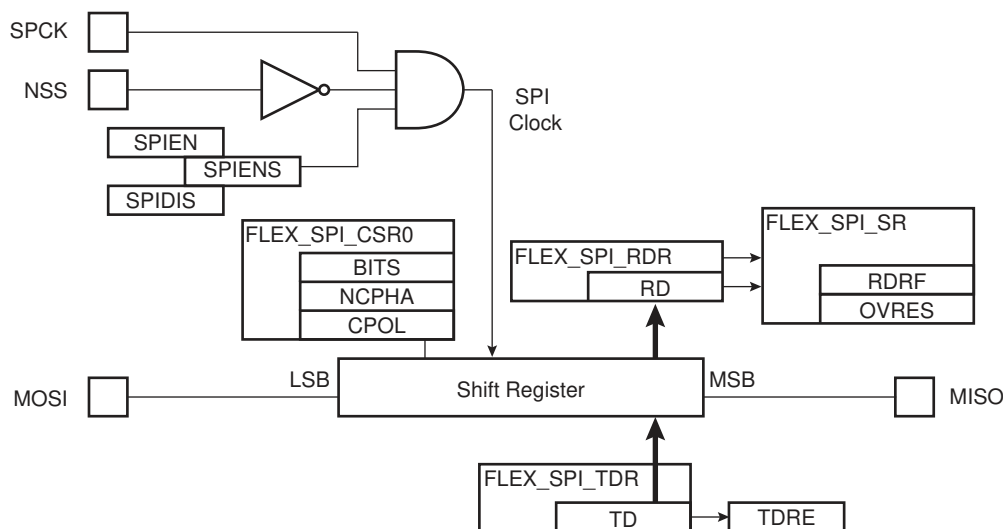 SPCK
NSS
SPI
Clock
SPIEN
SPIENS
SPIDIS
FLEX_SPI_CSR0
BITS
NCPHA
CPOL
FLEX_SPI_RDR
RD
FLEX_SPI_SR
RDRF
OVRES
MOSI
LSB
Shift Register
MSB
MISO
FLEX_SPI_TDR
TD
TDRE